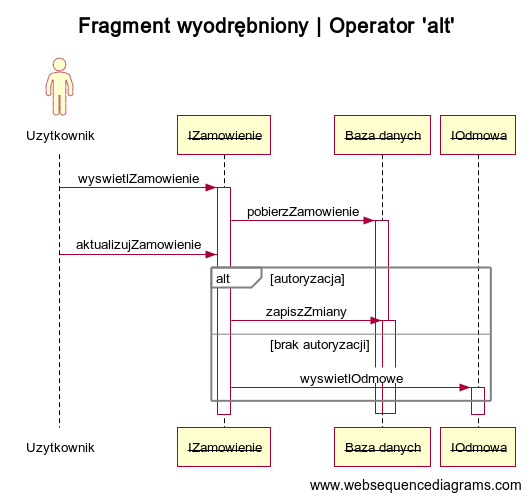 Fragment wyodrębniony | Operator 'alt'
Uzytkownik
IZamowienie
Baza danych
IOdmowa
wyswietlZamowienie
pobierzZamowienie
aktualizujZamowienie
alt
[autoryzacja]
zapiszZmiany
[brak autoryzacji]
wyswietlOdmowe
Uzytkownik
IZamowienie
Baza danych
IOdmowa
www.websequencediagrams.com